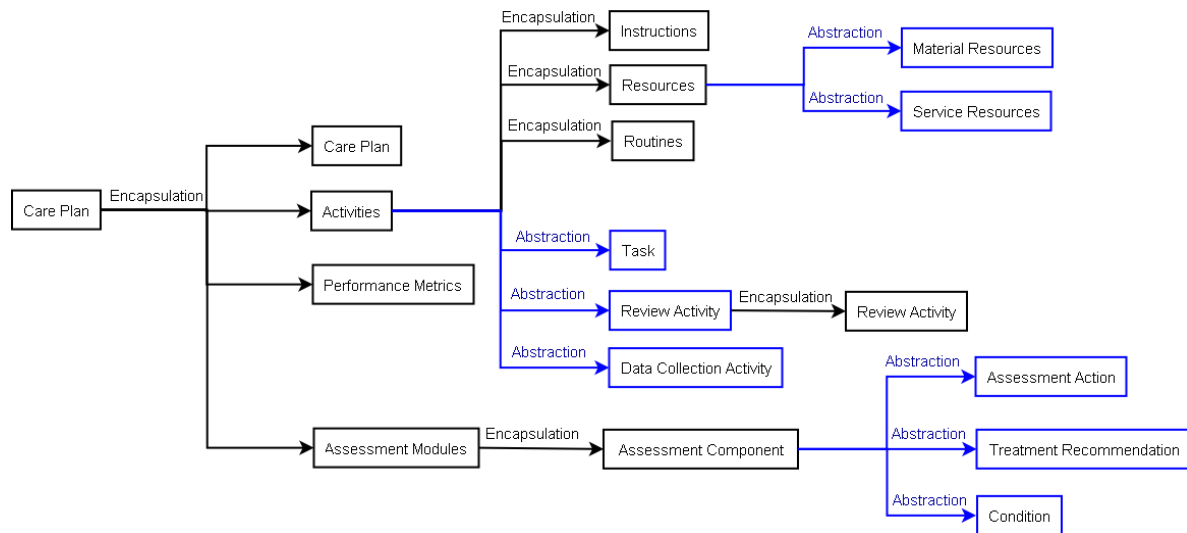 Encapsulation
Instructions
Abstraction
Material Resources
Encapsulation
Resources
Abstraction
Service Resources
Encapsulation
Routines
Care Plan
Care Plan
Encapsulation
Activities
Abstraction
Task
Performance Metrics
Abstraction
Review Activity
Encapsulation
Review Activity
Abstraction
Data Collection Activity
Abstraction
Assessment Action
Assessment Modules
Encapsulation
Assessment Component
Abstraction
Treatment Recommendation
Abstraction
Condition